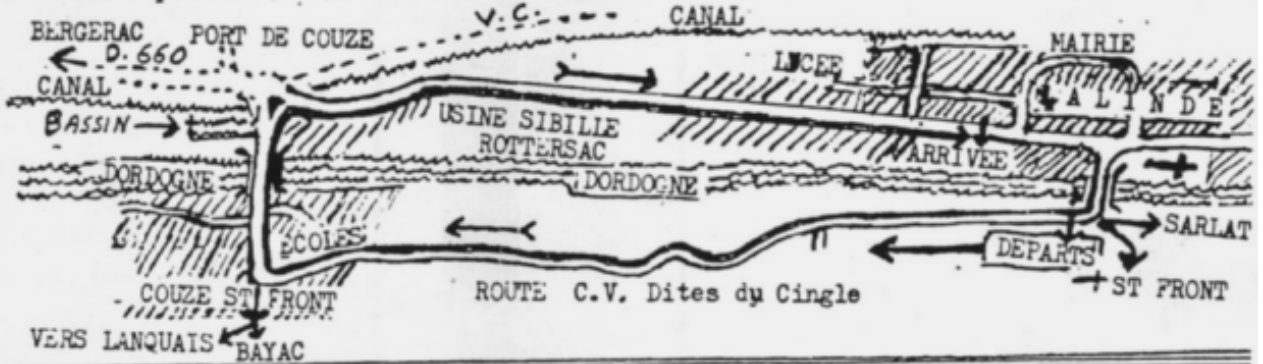 V.C. CANAL
BERGERAC PORT DE COUZE
D.660
MAIRIE
LYCEE
CANAL
LALINDE
BASSIN
USINE SIBILLE
ROTTERSAC
ARRIVEE
DORDOGNE
DORDOGNE
SARLAT
ECOLES
DEPARTS
COUZE ST FRONT
ROUTE C.V. Dites du Cingle
ST FRONT
VERS LANQUAIS
BAYAC